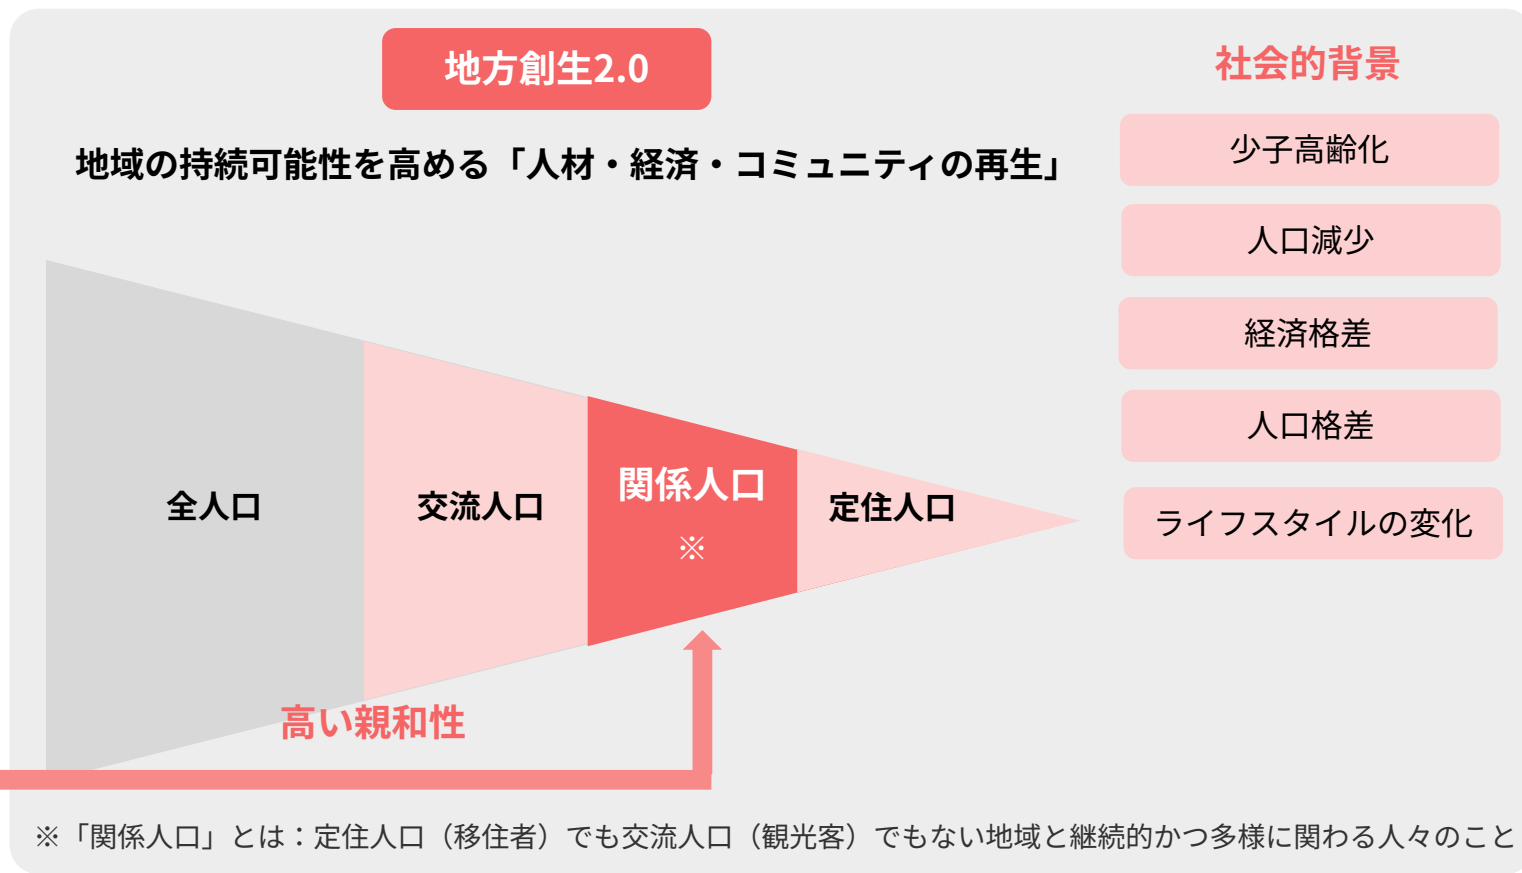 地方創生2.0
地域の持続可能性を高める「人材・経済・コミュニティの再生」
全人口
交流人口
関係人口
※
定住人口
高い親和性
社会的背景
少子高齢化
人口減少
経済格差
人口格差
ライフスタイルの変化
※「関係人口」とは：定住人口（移住者）でも交流人口（観光客）でもない地域と継続的かつ多様に関わる人々のこと